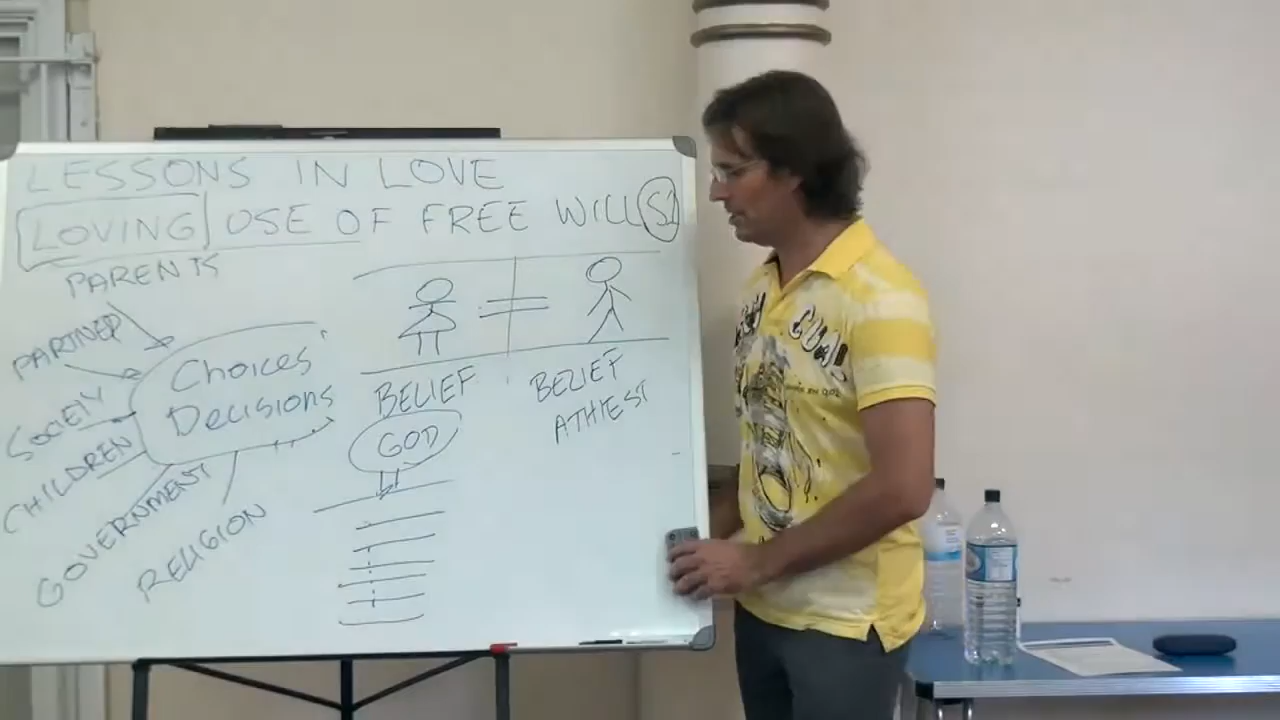 LESSONS IN LOVE
LOVING USE OF FREE WILL S1
PARENTS
PARTNER
SOCIETY
CHILDREN
GOVERNMENT
RELIGION
Choices
Decisions
=
BELIEF
GOD
BELIEF
ATHIEST